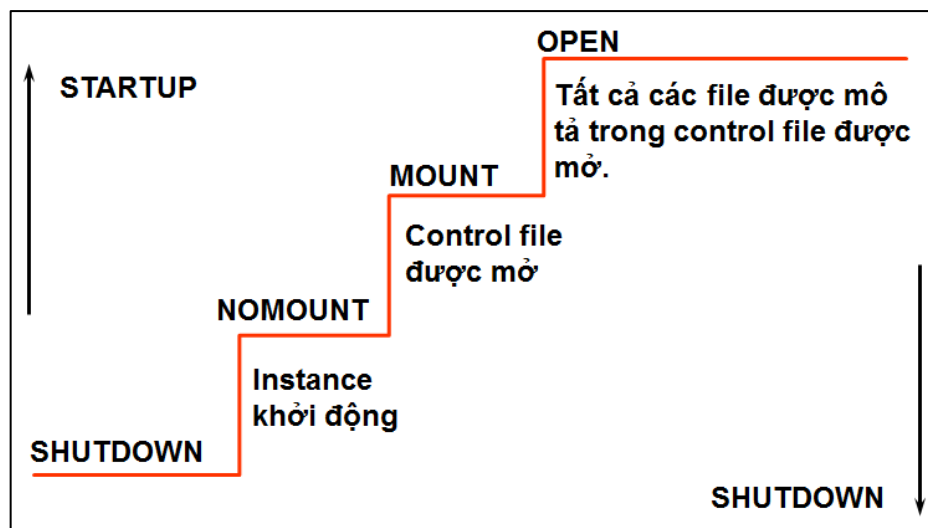 OPEN
STARTUP
Tất cả các file được mô
tả trong control file được
mở.
MOUNT
Control file
được mở
NOMOUNT
Instance
khởi động
SHUTDOWN
SHUTDOWN